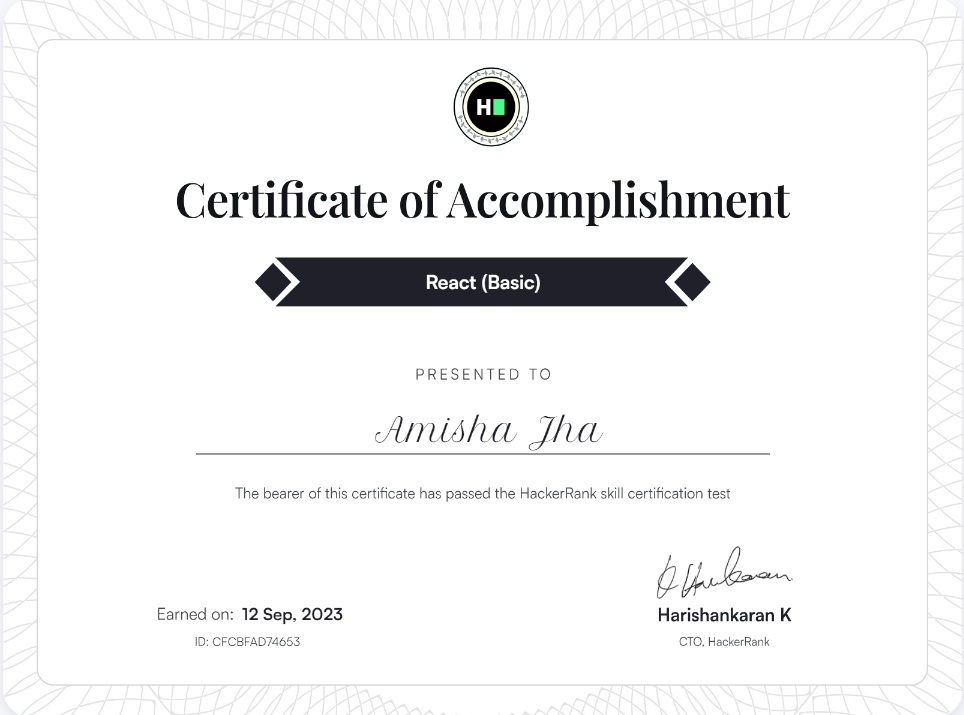 H
Certificate of Accomplishment
React (Basic)
PRESENTED TO
Amisha Jha
The bearer of this certificate has passed the HackerRank skill certification test
Earned on: 12 Sep, 2023
ID: CFCBFAD74653
Harishankaran K
CTO, HackerRank